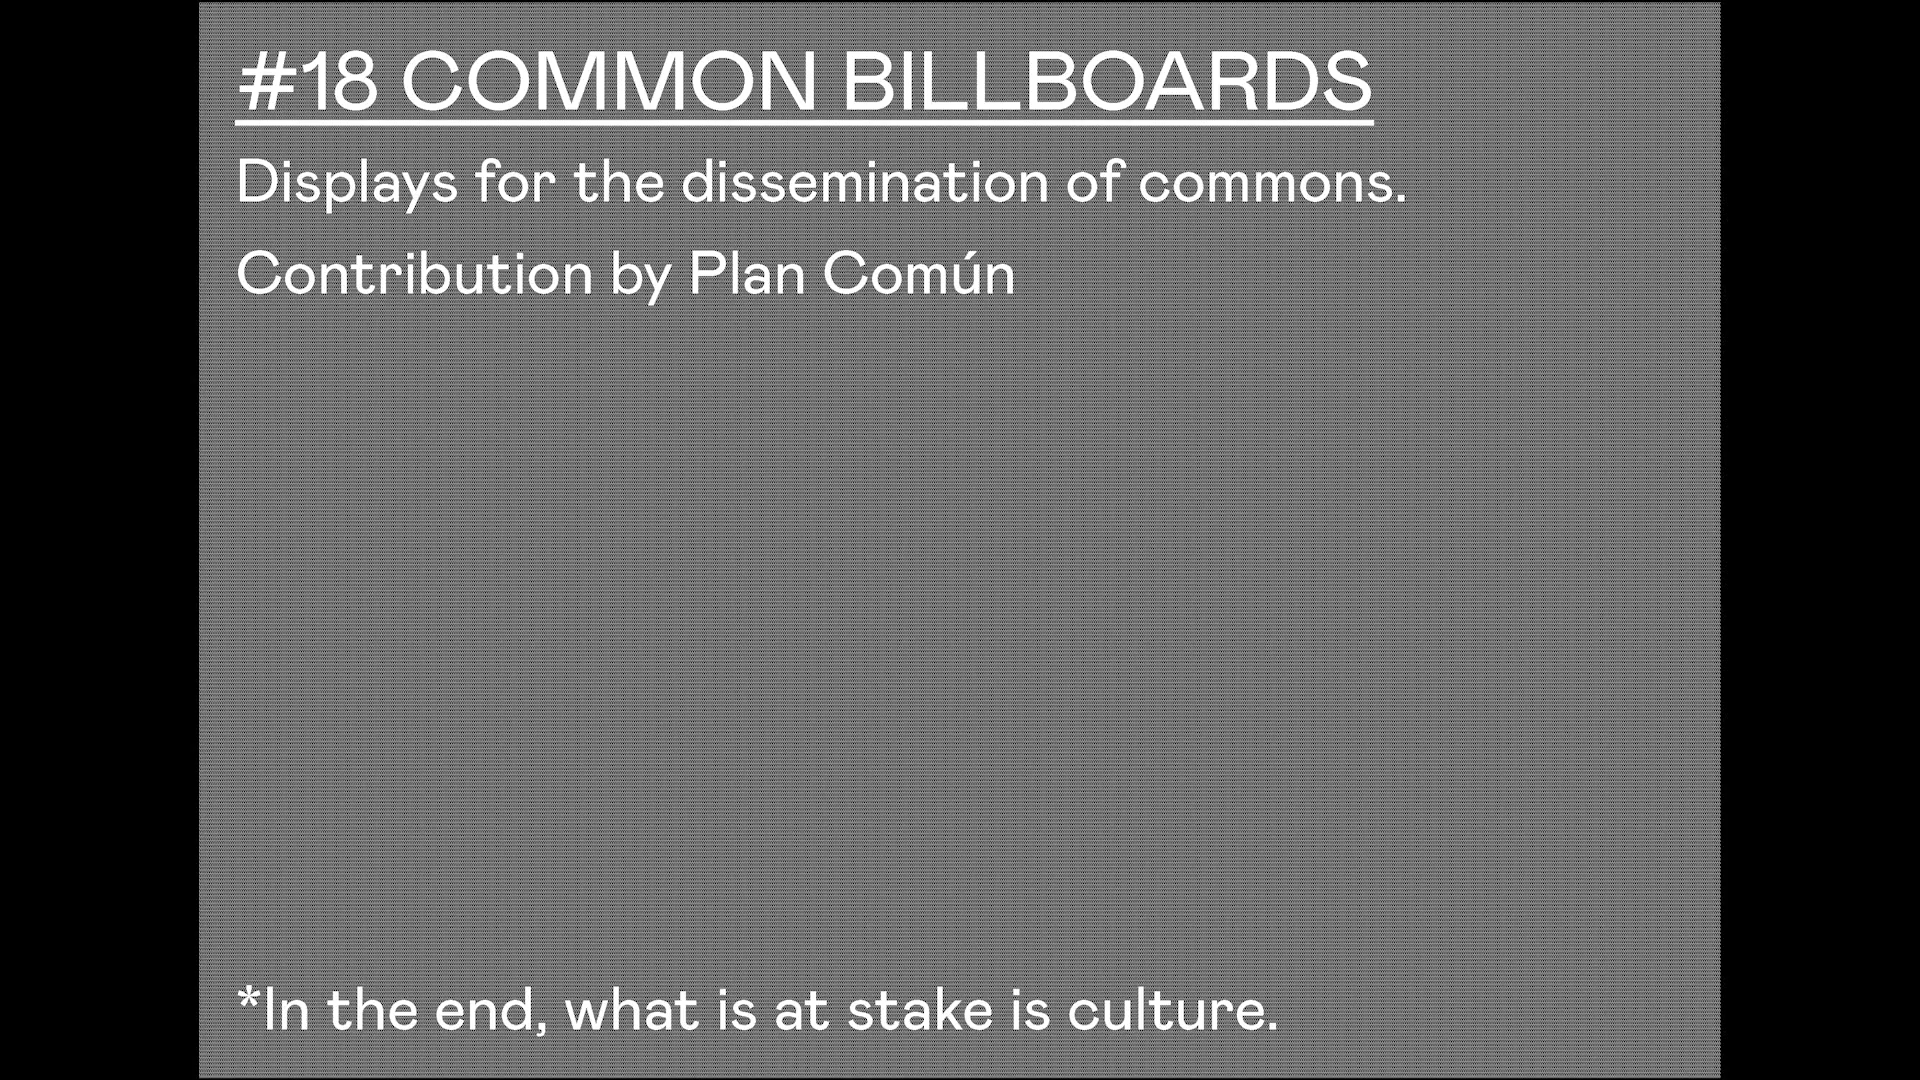 #18 COMMON BILLBOARDS
Displays for the dissemination of commons.
Contribution by Plan Común
*In the end, what is at stake is culture.